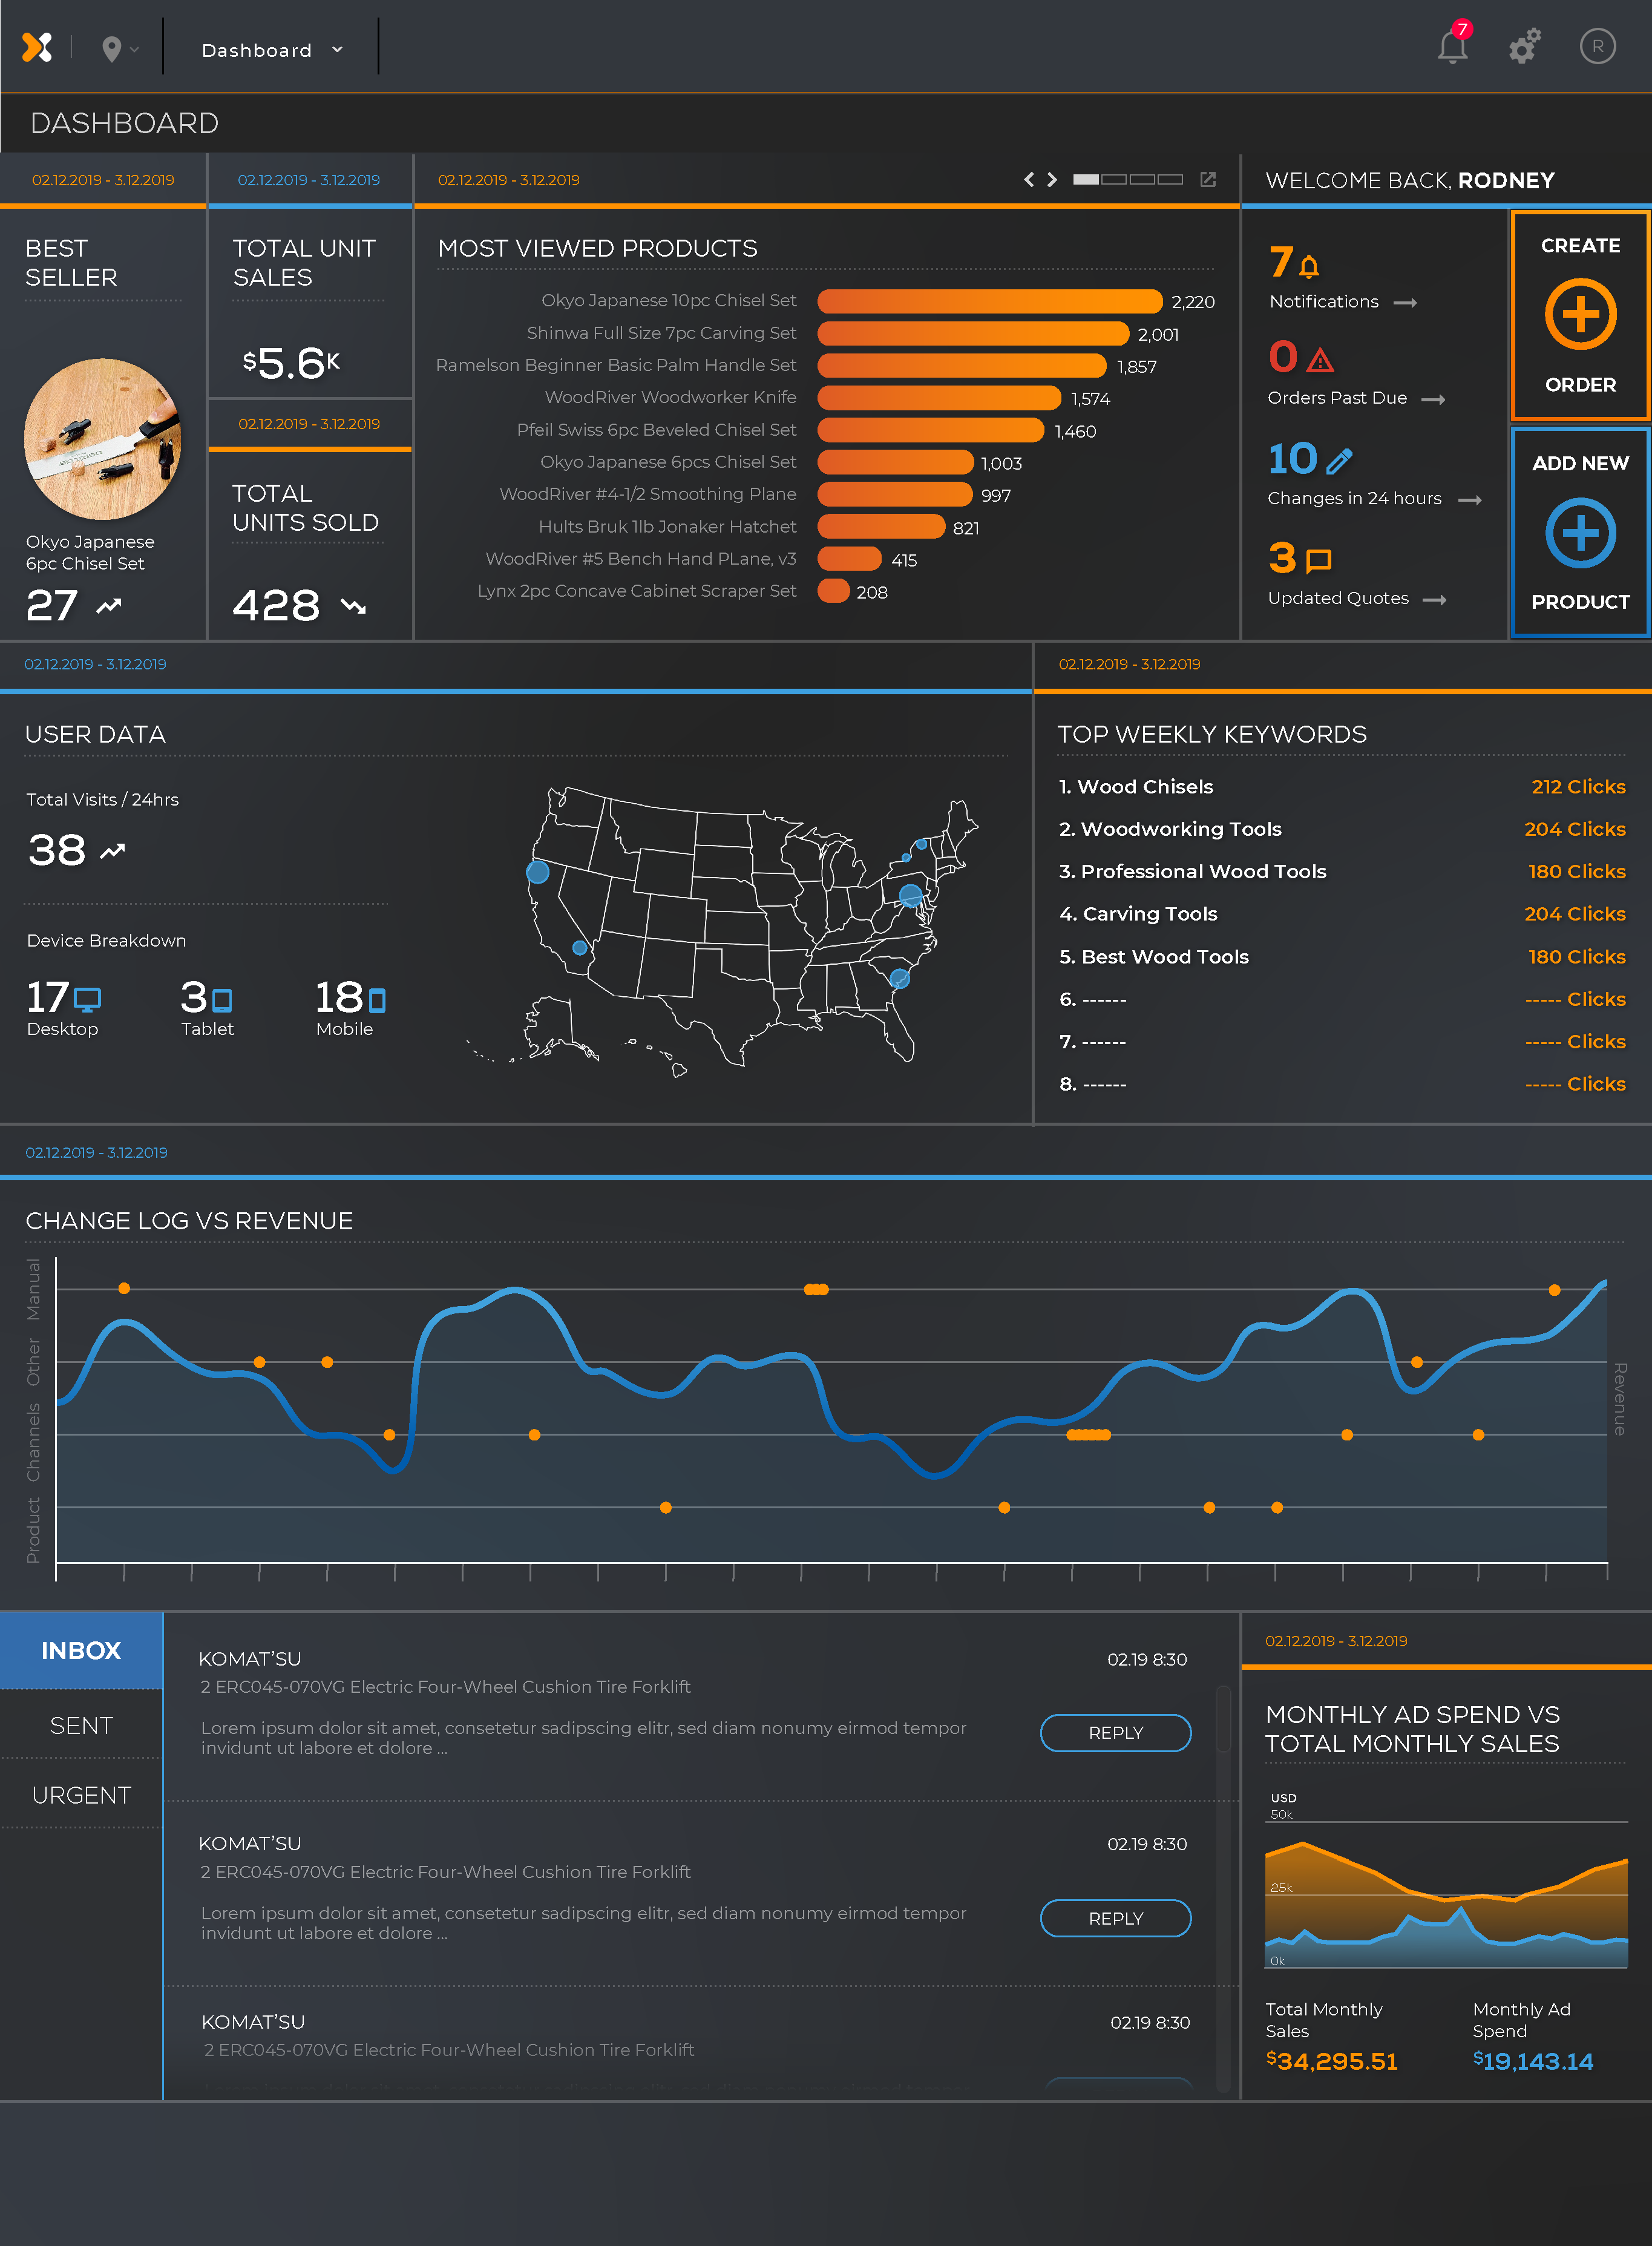 7
R
Dashboard
DASHBOARD
02.12.2019 - 3.12.2019
BEST
SELLER
Okyo Japanese
6pc Chisel Set
27
02.12.2019 - 3.12.2019
TOTAL UNIT
SALES
$5.6K
02.12.2019 - 3.12.2019
TOTAL
UNITS SOLD
428
02.12.2019 - 3.12.2019
MOST VIEWED PRODUCTS
Okyo Japanese 10pc Chisel Set 2,220
Shinwa Full Size 7pc Carving Set 2,001
Ramelson Beginner Basic Palm Handle Set 1,857
WoodRiver Woodworker Knife 1,574
Pfeil Swiss 6pc Beveled Chisel Set 1,460
Okyo Japanese 6pcs Chisel Set 1,003
WoodRiver #4-1/2 Smoothing Plane 997
Hults Bruk 1lb Jonaker Hatchet 821
WoodRiver #5 Bench Hand PLane, v3 415
Lynx 2pc Concave Cabinet Scraper Set 208
WELCOME BACK, RODNEY
7
Notifications
0
Orders Past Due
10
Changes in 24 hours
3
Updated Quotes
CREATE
ORDER
ADD NEW
PRODUCT
02.12.2019 - 3.12.2019
USER DATA
Total Visits / 24hrs
38
Device Breakdown
17 3 18
Desktop Tablet Mobile
02.12.2019 - 3.12.2019
TOP WEEKLY KEYWORDS
1. Wood Chisels 212 Clicks
2. Woodworking Tools 204 Clicks
3. Professional Wood Tools 180 Clicks
4. Carving Tools 204 Clicks
5. Best Wood Tools 180 Clicks
6. ------ ----- Clicks
7. ------ ----- Clicks
8. ------ ----- Clicks
02.12.2019 - 3.12.2019
CHANGE LOG VS REVENUE
Manual
Other
Channels
Product
Revenue
INBOX
SENT
URGENT
KOMAT'SU 02.19 8:30
2 ERC045-070VG Electric Four-Wheel Cushion Tire Forklift
Lorem ipsum dolor sit amet, consetetur sadipscing elitr, sed diam nonumy eirmod tempor
invidunt ut labore et dolore ...
REPLY
KOMAT'SU 02.19 8:30
2 ERC045-070VG Electric Four-Wheel Cushion Tire Forklift
Lorem ipsum dolor sit amet, consetetur sadipscing elitr, sed diam nonumy eirmod tempor
invidunt ut labore et dolore ...
REPLY
KOMAT'SU 02.19 8:30
2 ERC045-070VG Electric Four-Wheel Cushion Tire Forklift
02.12.2019 - 3.12.2019
MONTHLY AD SPEND VS
TOTAL MONTHLY SALES
USD
50k
25k
0k
Total Monthly
Sales
$34,295.51
Monthly Ad
Spend
$19,143.14